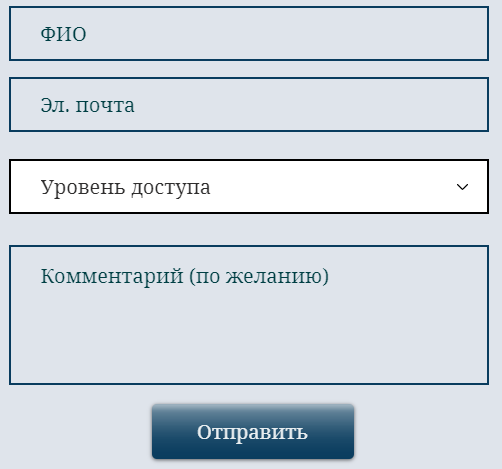 ФИО
Эл. почта
Уровень доступа
Комментарий (по желанию)
Отправить